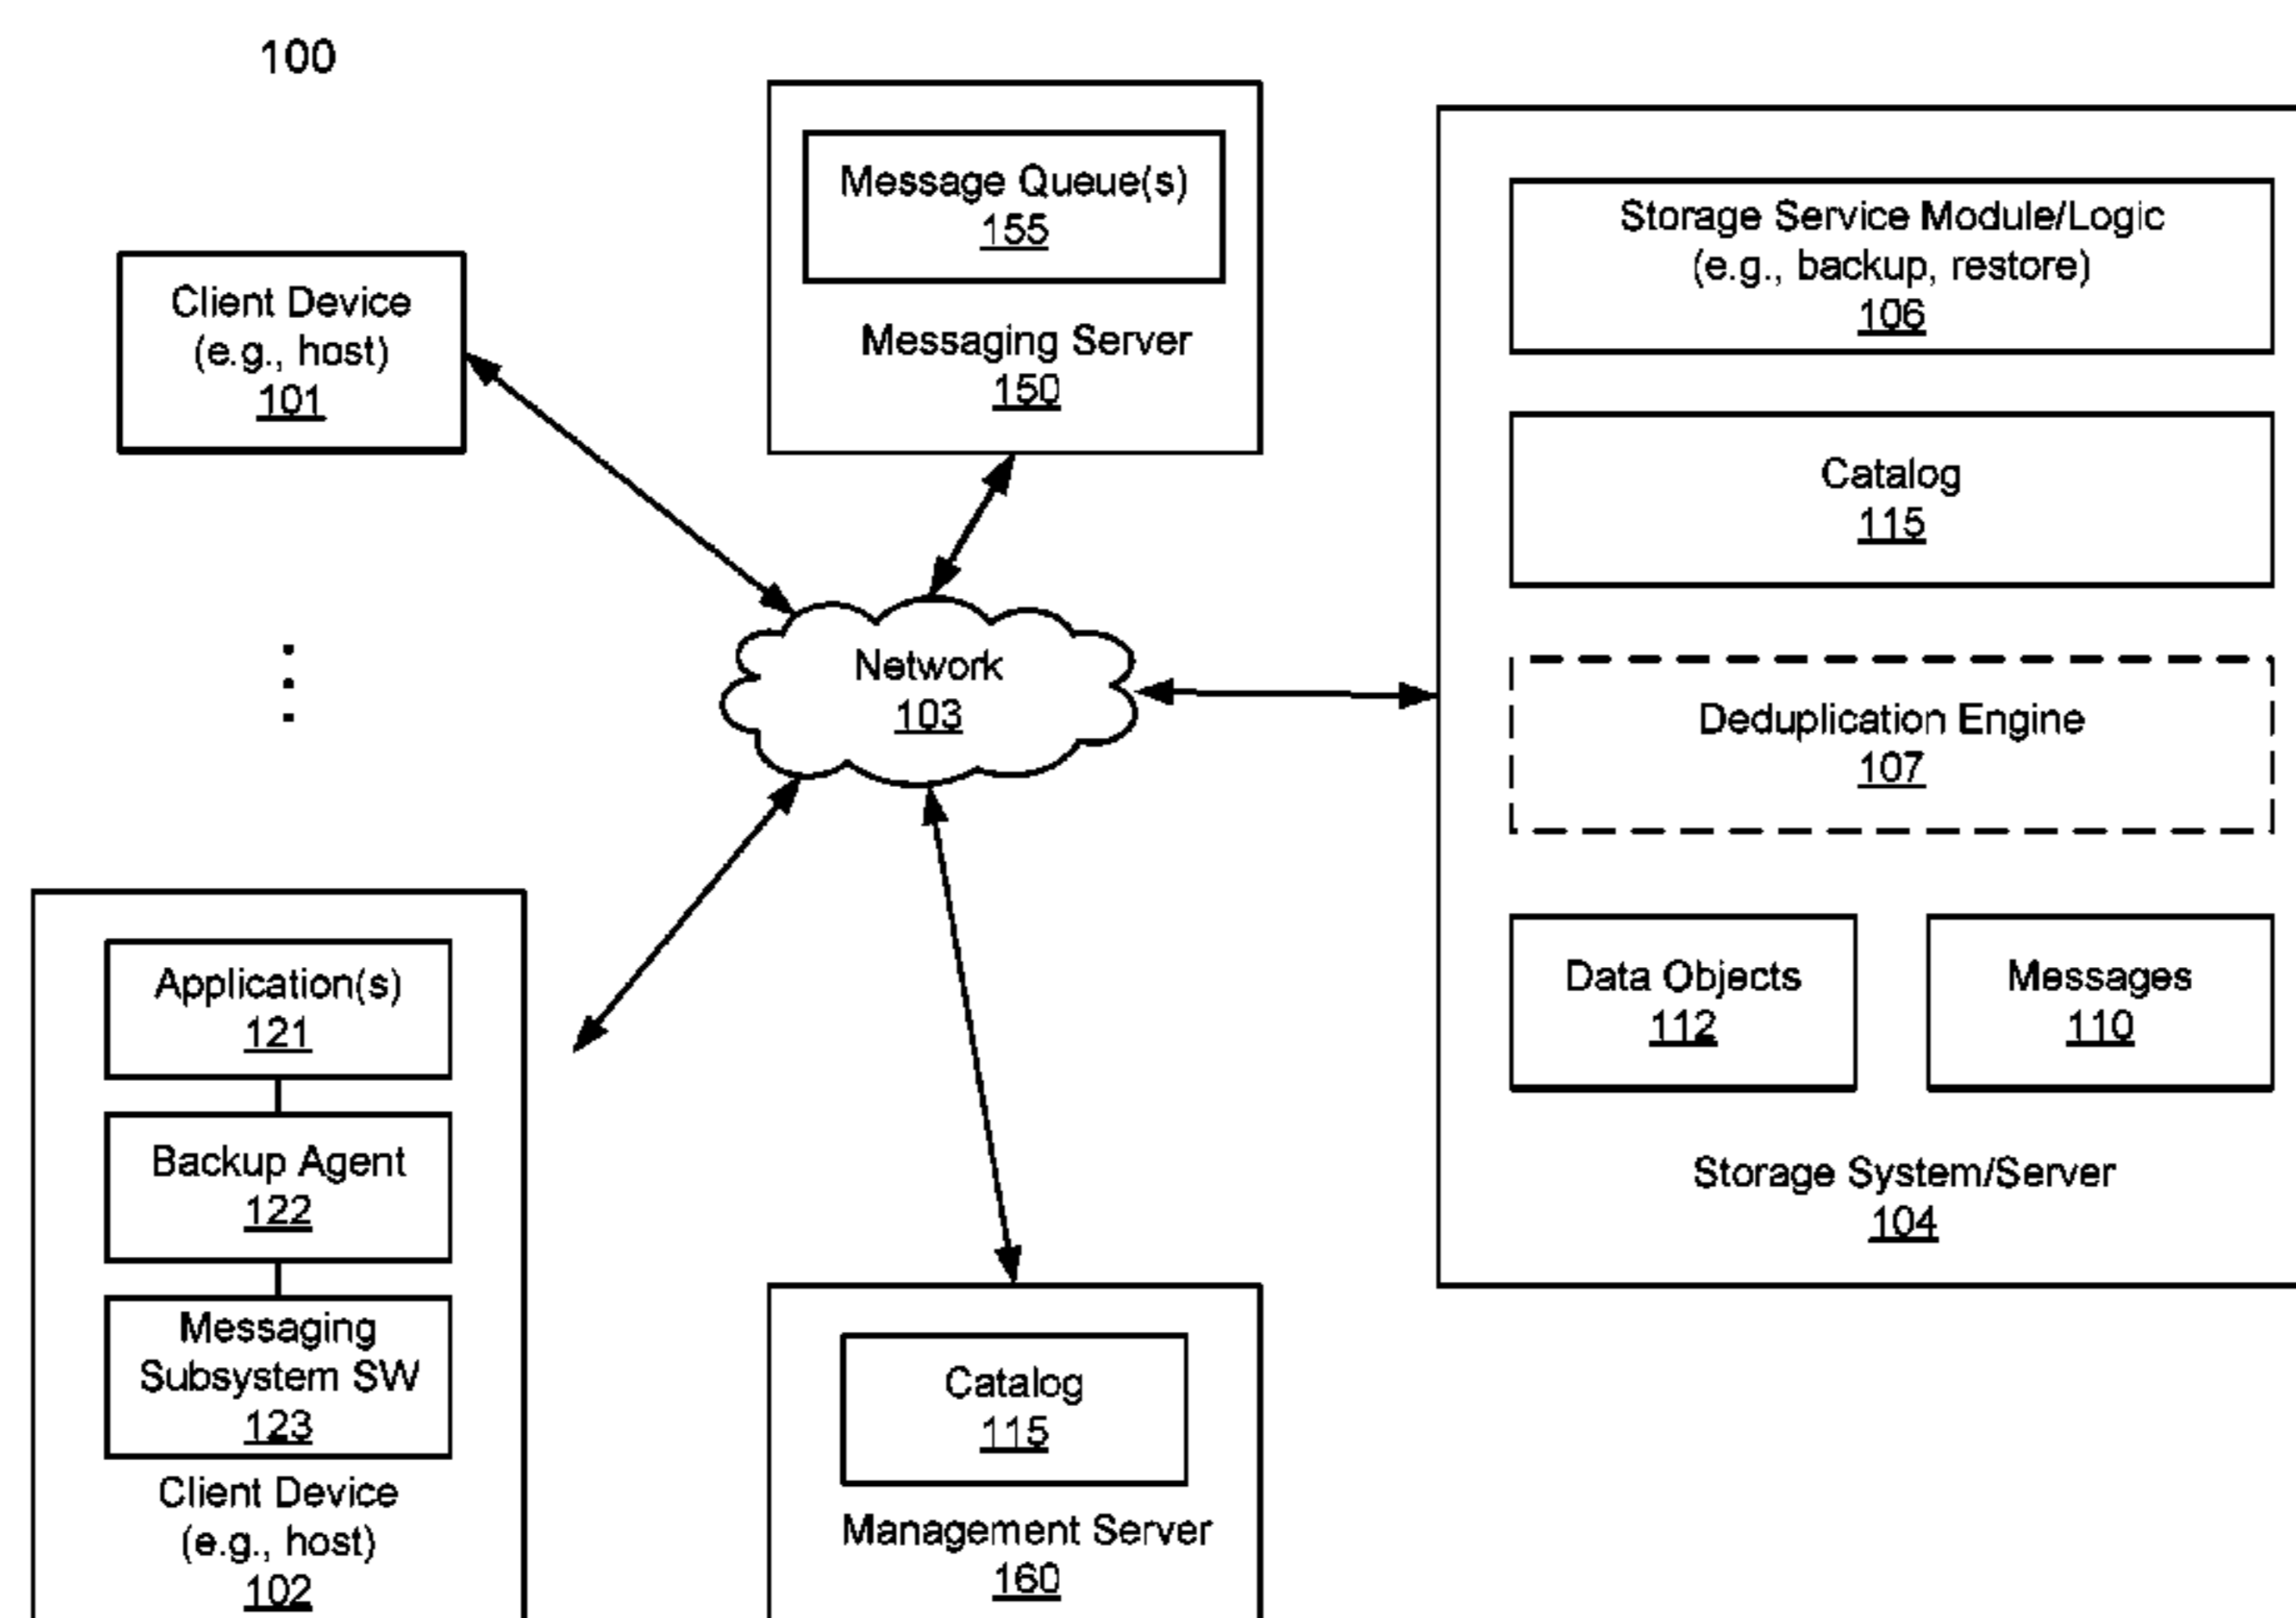 100
Client Device
(e.g., host)
101
Message Queue(s)
155
Messaging Server
150
Network
103
Storage Service Module/Logic
(e.g., backup, restore)
106
Catalog
115
Deduplication Engine
107
Data Objects
112
Messages
110
Storage System/Server
104
Application(s)
121
Backup Agent
122
Messaging
Subsystem SW
123
Client Device
(e.g., host)
102
Catalog
115
Management Server
160